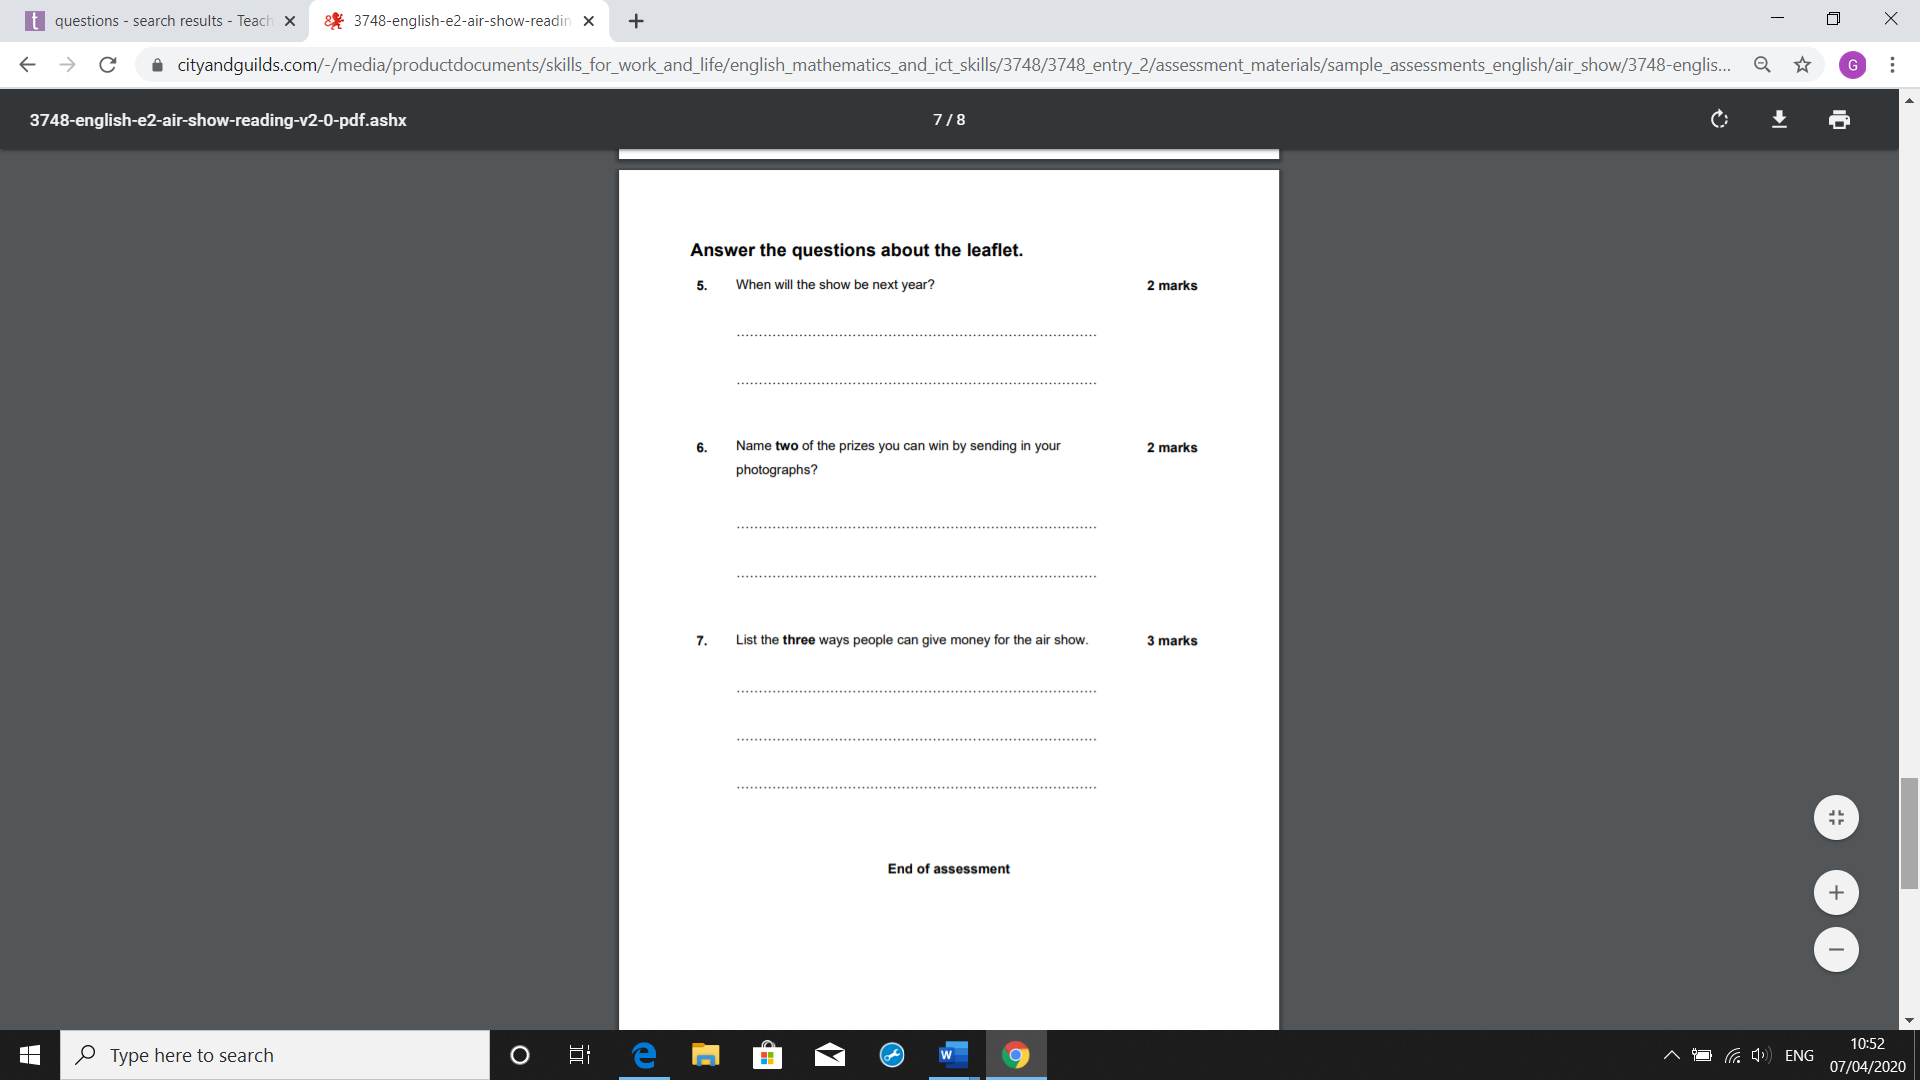 questions - search results - Teach
3748-english-e2-air-show-readin
cityandguilds.com/-/media/productdocuments/skills_for_work_and_life/english_mathematics_and_ict_skills/3748/3748_entry_2/assessment_materials/sample_assessments_english/air_show/3748-englis...
G
3748-english-e2-air-show-reading-v2-0-pdf.ashx
7 / 8
Answer the questions about the leaflet.
5. When will the show be next year? 2 marks
6. Name two of the prizes you can win by sending in your 2 marks
photographs?
7. List the three ways people can give money for the air show. 3 marks
End of assessment
Type here to search
ENG
10:52
07/04/2020